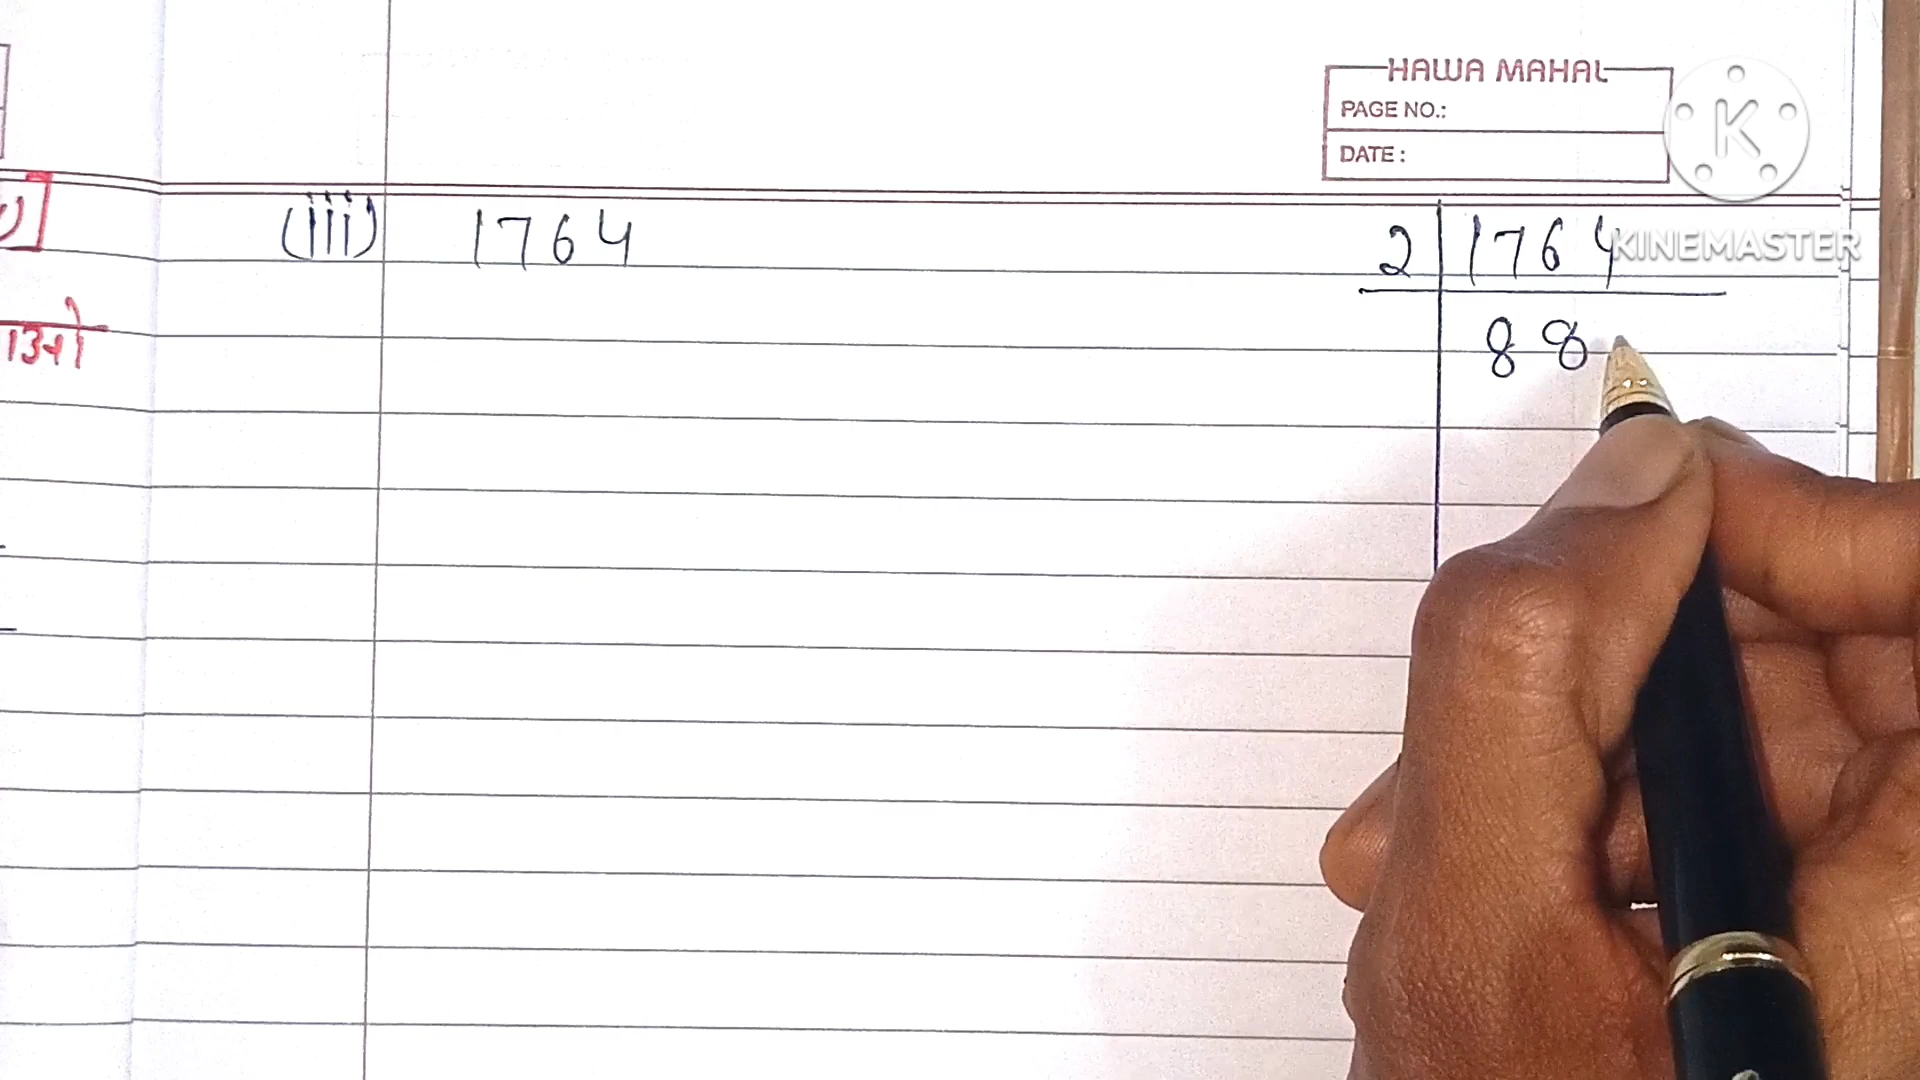 HAWA MAHAL
PAGE NO.:
DATE :
K
KINEMASTER
(iii) 1764
2 1764
88